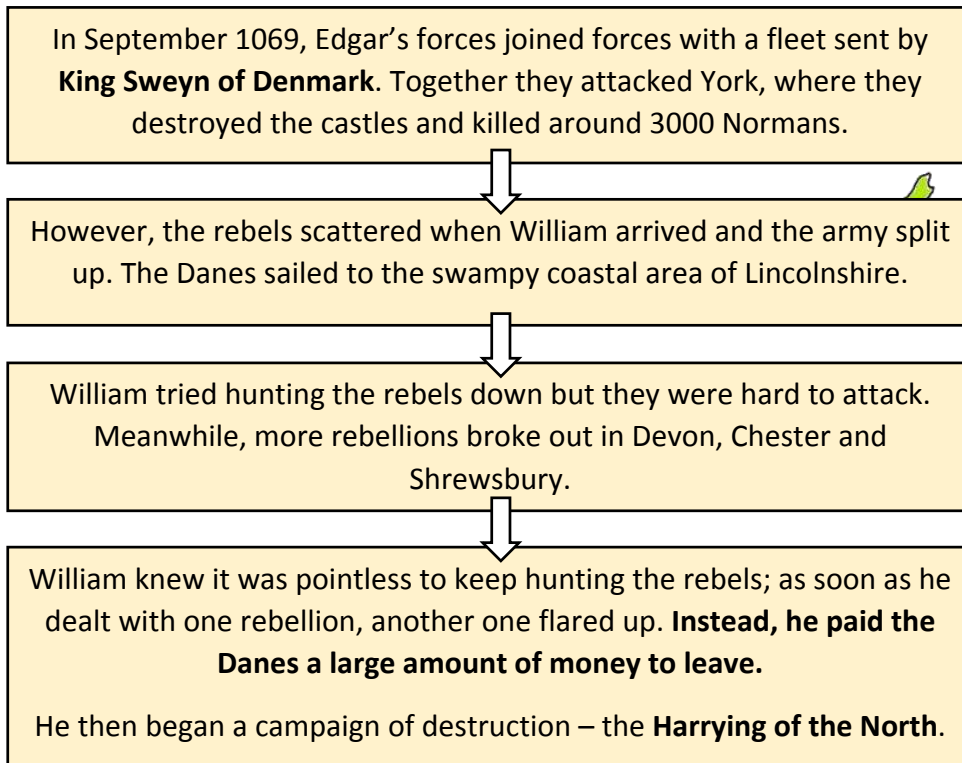 In September 1069, Edgar’s forces joined forces with a fleet sent by
King Sweyn of Denmark. Together they attacked York, where they
destroyed the castles and killed around 3000 Normans.
However, the rebels scattered when William arrived and the army split
up. The Danes sailed to the swampy coastal area of Lincolnshire.
William tried hunting the rebels down but they were hard to attack.
Meanwhile, more rebellions broke out in Devon, Chester and
Shrewsbury.
William knew it was pointless to keep hunting the rebels; as soon as he
dealt with one rebellion, another one flared up. Instead, he paid the
Danes a large amount of money to leave.
He then began a campaign of destruction – the Harrying of the North.